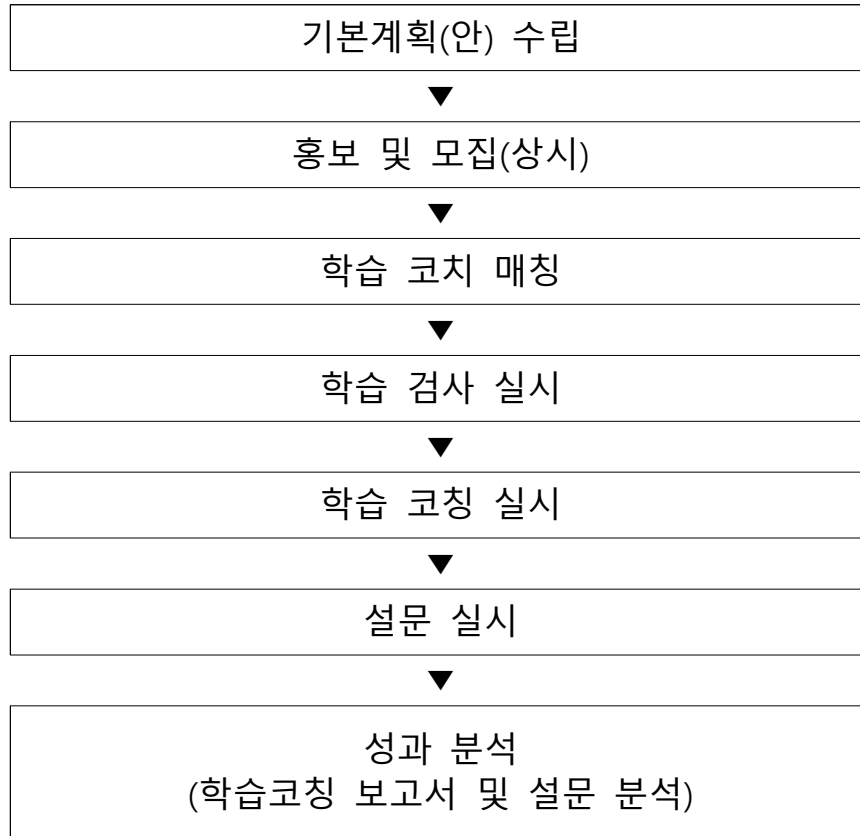 기본계획(안) 수립
▼
홍보 및 모집(상시)
▼
학습 코치 매칭
▼
학습 검사 실시
▼
학습 코칭 실시
▼
설문 실시
▼
성과 분석
(학습코칭 보고서 및 설문 분석)